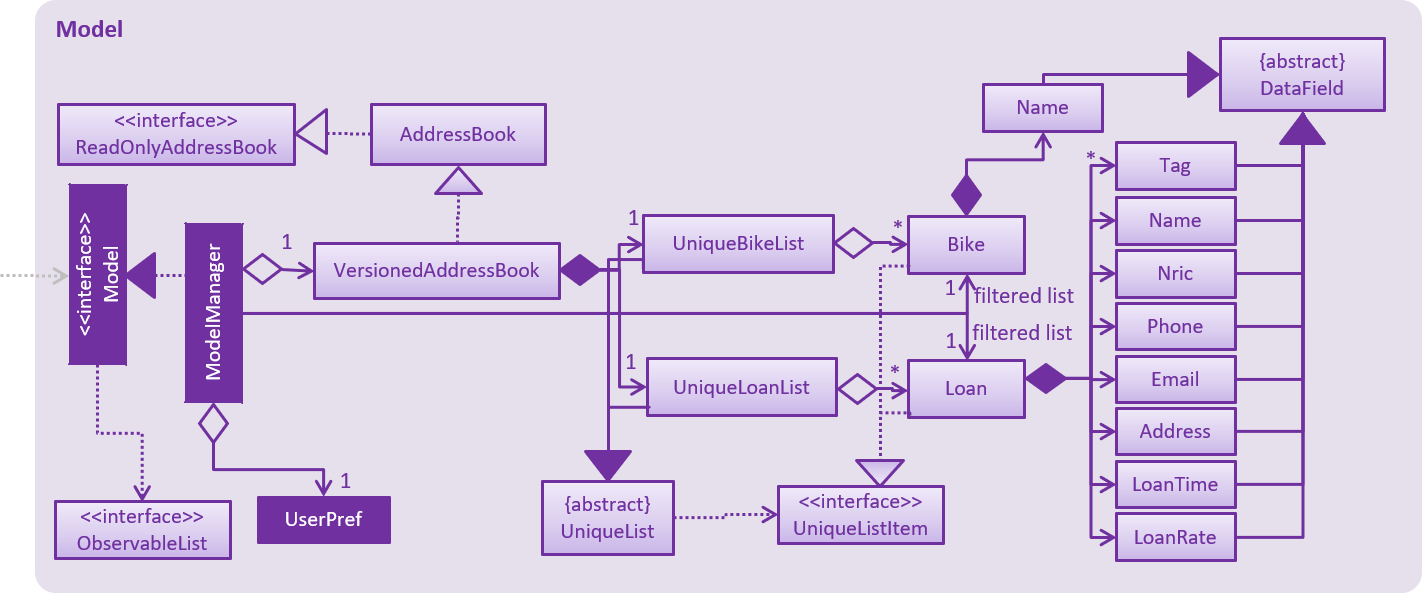 Model
{abstract}
DataField
Name
<<interface>>
ReadOnlyAddressBook
AddressBook
*
Tag
<<interface>>
Model
ModelManager
1
VersionedAddressBook
1
UniqueBikeList
*
Bike
Name
Nric
1
filtered list
Phone
1
filtered list
1
UniqueLoanList
*
Loan
Email
Address
LoanTime
LoanRate
1
UserPref
<<interface>>
ObservableList
{abstract}
UniqueList
<<interface>>
UniqueListItem